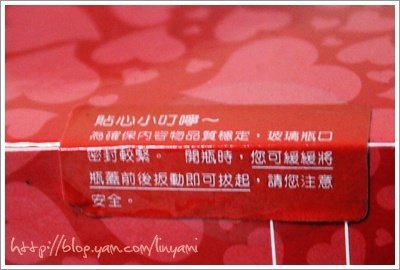 貼心小叮嚀～
為確保內容物品質穩定，玻璃瓶口
密封較緊。 開瓶時，您可緩緩將
瓶蓋前後扳動即可拔起，請您注意
安全。
http://blog.yam.com/linyami